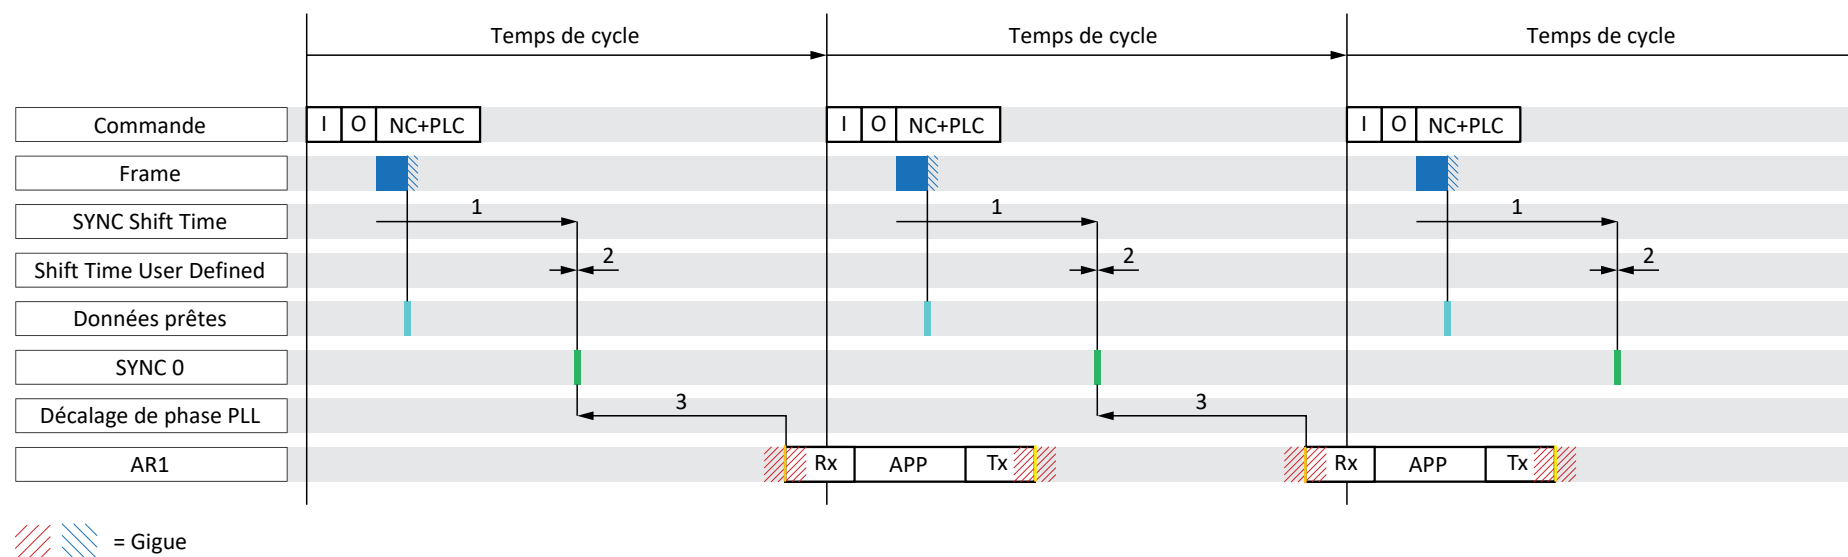 Temps de cycle Temps de cycle Temps de cycle
Commande I O NC+PLC I O NC+PLC I O NC+PLC
Frame
SYNC Shift Time 1 1 1
Shift Time User Defined 2 2 2
Données prêtes
SYNC 0
Décalage de phase PLL 3 3
AR1 Rx APP Tx Rx APP Tx
= Gigue